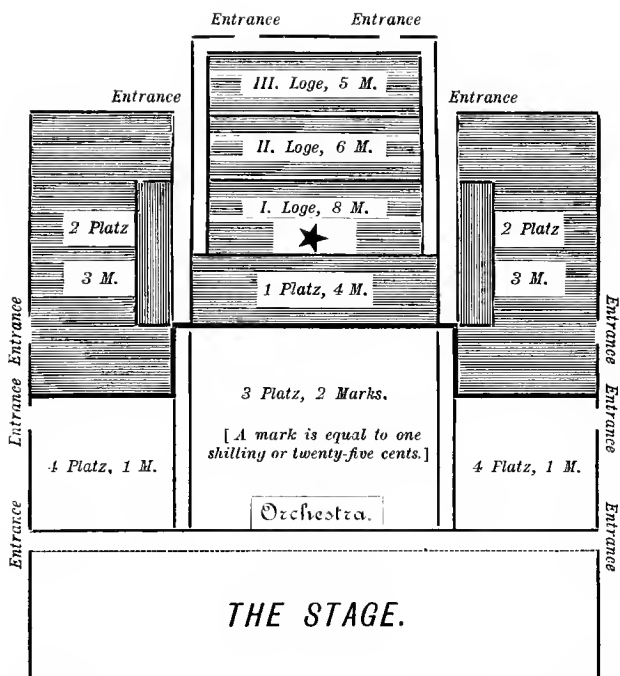 Entrance Entrance
III. Loge, 5 M.
Entrance
Entrance
II. Loge, 6 M.
I. Loge, 8 M.
2 Platz
3 M.
2 Platz
3 M.
1 Platz, 4 M.
Entrance
Entrance
3 Platz, 2 Marks.
[A mark is equal to one
shilling or twenty-five cents.]
Entrance
Entrance
4 Platz, 1 M.
4 Platz, 1 M.
Orchestra.
Entrance
Entrance
THE STAGE.